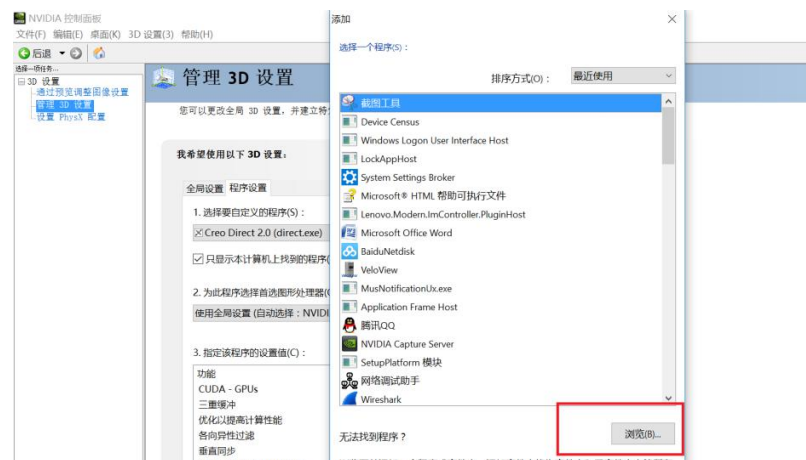 NVIDIA 控制面板
文件(F) 编辑(E) 桌面(K) 3D 设置(3) 帮助(H)
后退
选择一项任务...
3D 设置
通过预览调整图像设置
管理 3D 设置
设置 PhysX 配置
管理 3D 设置
您可以更改全局 3D 设置，并建立特
我希望使用以下 3D 设置:
全局设置 程序设置
1. 选择要自定义的程序(S)：
Creo Direct 2.0 (direct.exe)
只显示本计算机上找到的程序(
2. 为此程序选择首选图形处理器(
使用全局设置 (自动选择：NVIDI
3. 指定该程序的设置值(C)：
功能
CUDA - GPUs
三重缓冲
优化以提高计算性能
各向异性过滤
垂直同步
添加
选择一个程序(S)：
排序方式(O)：
最近使用
截图工具
Device Census
Windows Logon User Interface Host
LockAppHost
System Settings Broker
Microsoft® HTML 帮助可执行文件
Lenovo.Modern.ImController.PluginHost
Microsoft Office Word
BaiduNetdisk
VeloView
MusNotificationUx.exe
Application Frame Host
腾讯QQ
NVIDIA Capture Server
SetupPlatform 模块
网络调试助手
Wireshark
无法找到程序？
浏览(B)...